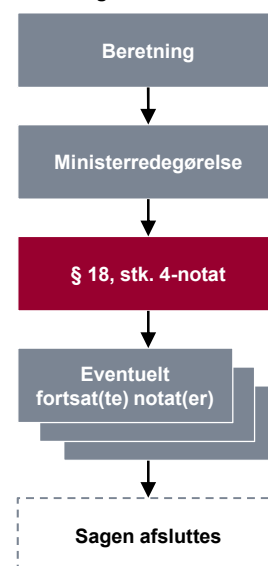 Beretning
Ministerredegørelse
§ 18, stk. 4-notat
Eventuelt
fortsat(te) notat(er)
Sagen afsluttes